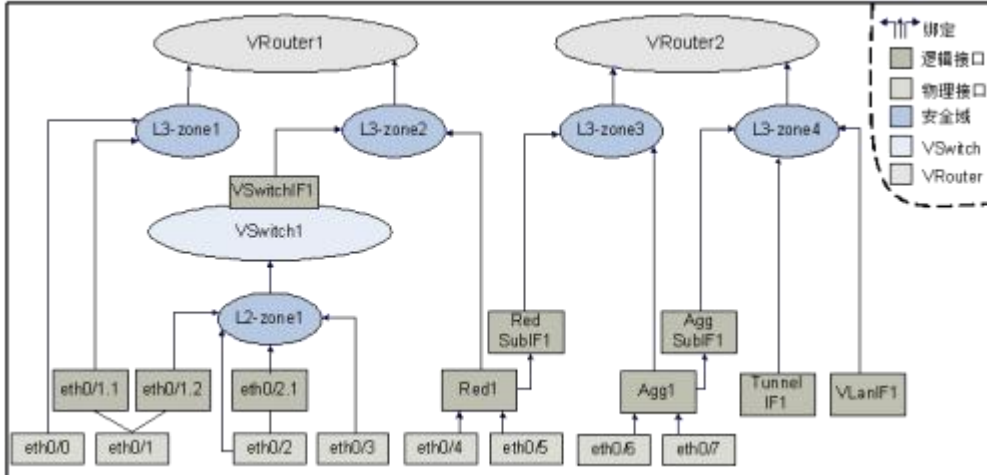 VRouter1
VRouter2
绑定
逻辑接口
物理接口
安全域
VSwitch
VRouter
L3-zone1
L3-zone2
L3-zone3
L3-zone4
VSwitchIF1
VSwitch1
L2-zone1
Red
SubIF1
Agg
SubIF1
eth0/1.1
eth0/1.2
eth0/2.1
Red1
Agg1
Tunnel
IF1
VLanIF1
eth0/0
eth0/1
eth0/2
eth0/3
eth0/4
eth0/5
eth0/6
eth0/7